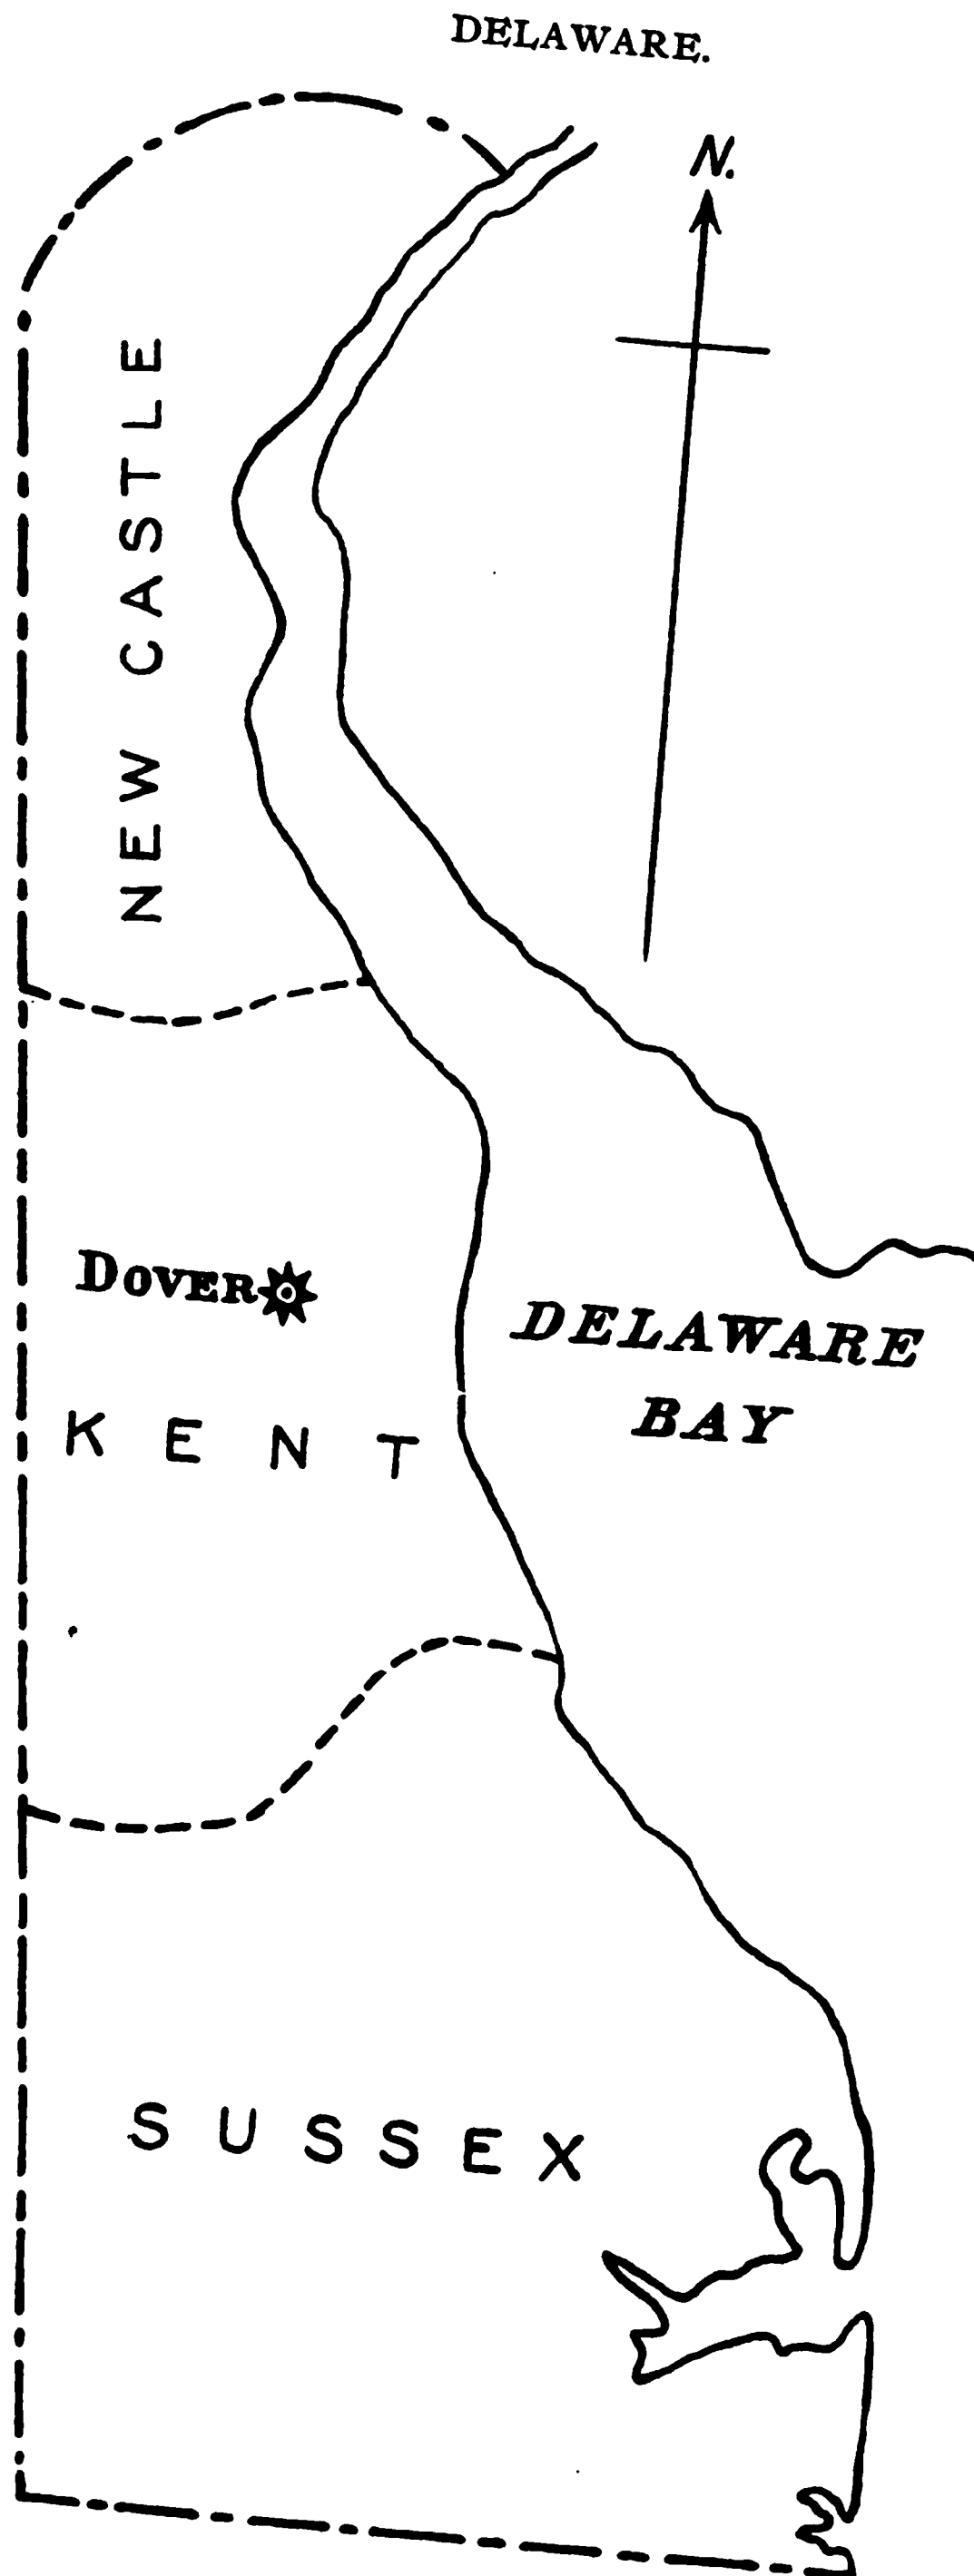 DELAWARE.
N.
NEW CASTLE
DOVER
DELAWARE
BAY
KENT
SUSSEX